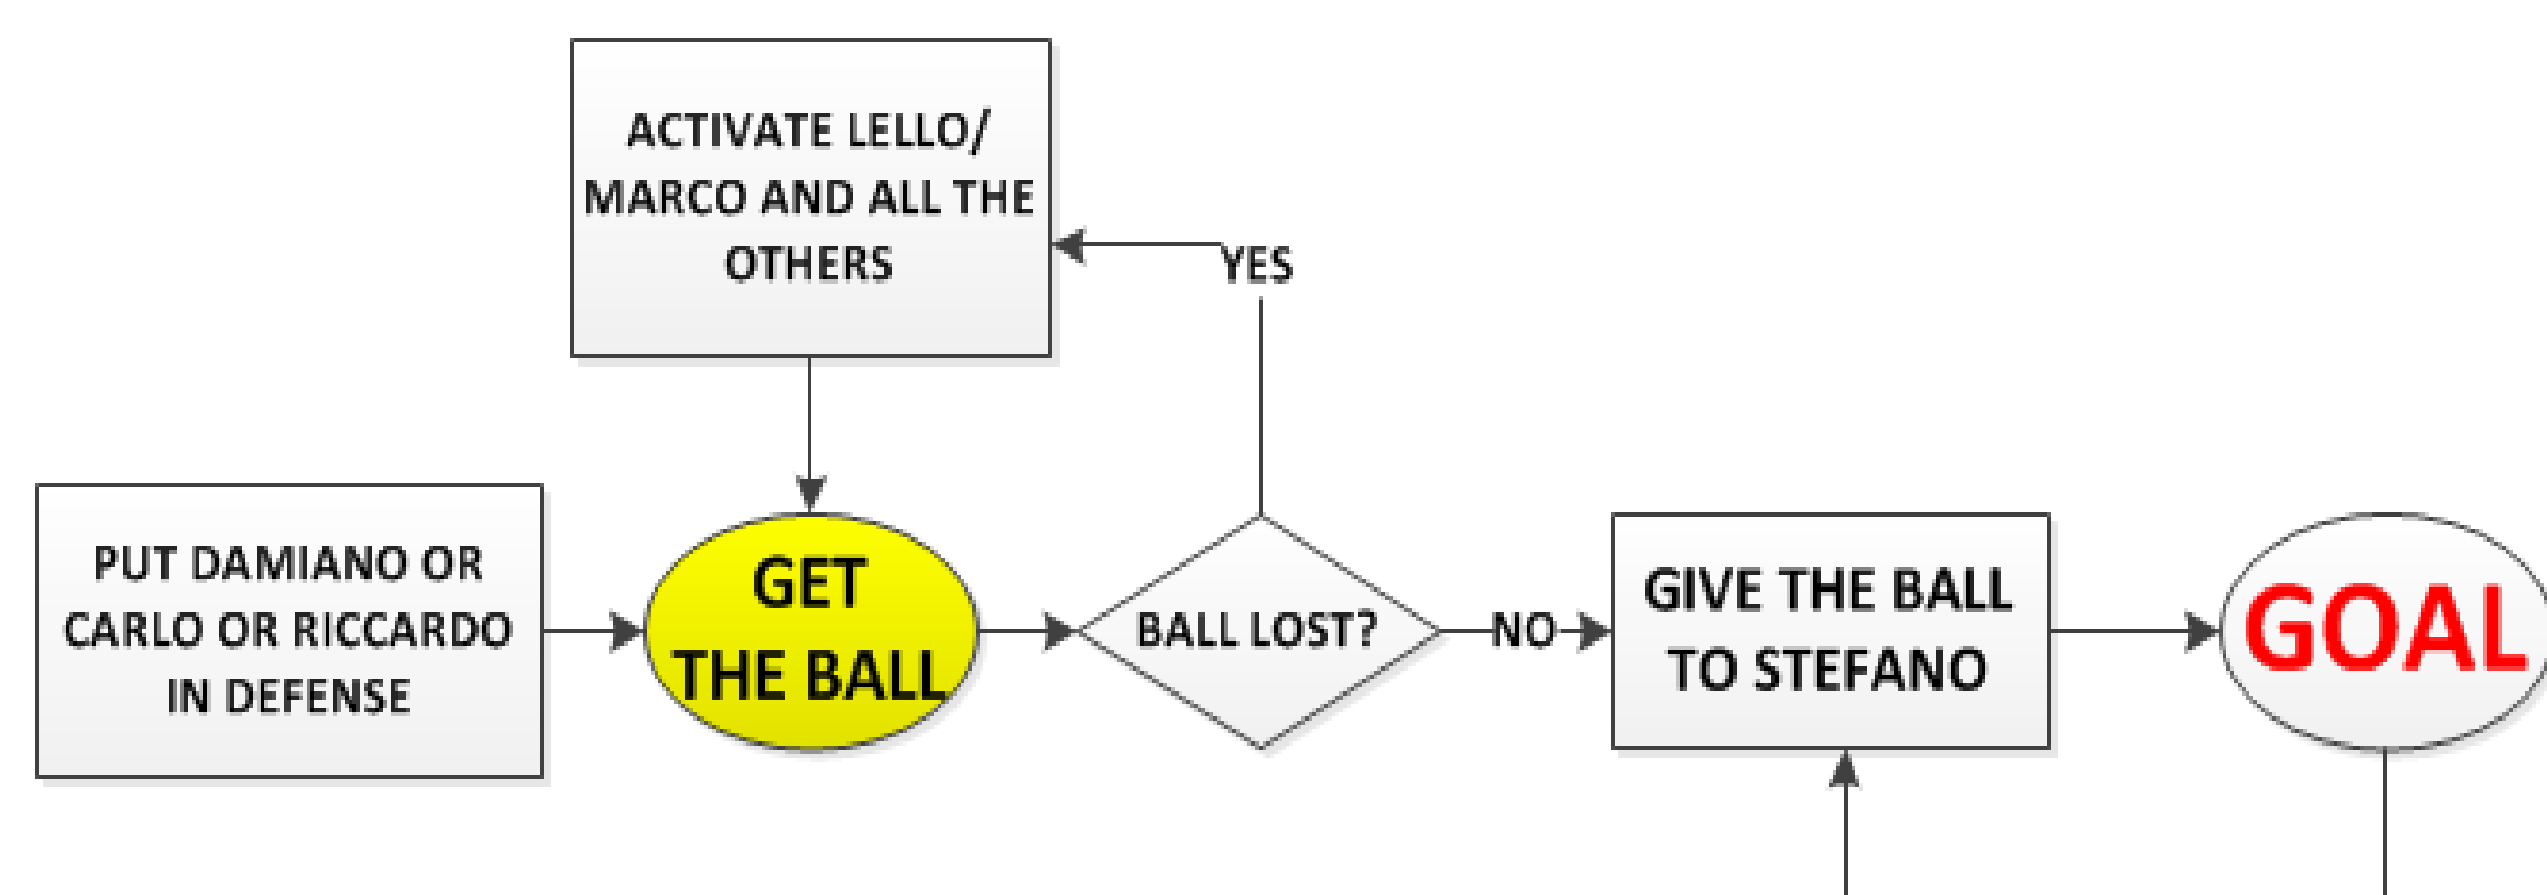 ACTIVATE LELLO/
MARCO AND ALL THE
OTHERS
YES
PUT DAMIANO OR
CARLO OR RICCARDO
IN DEFENSE
GET
THE BALL
BALL LOST?
NO
GIVE THE BALL
TO STEFANO
GOAL